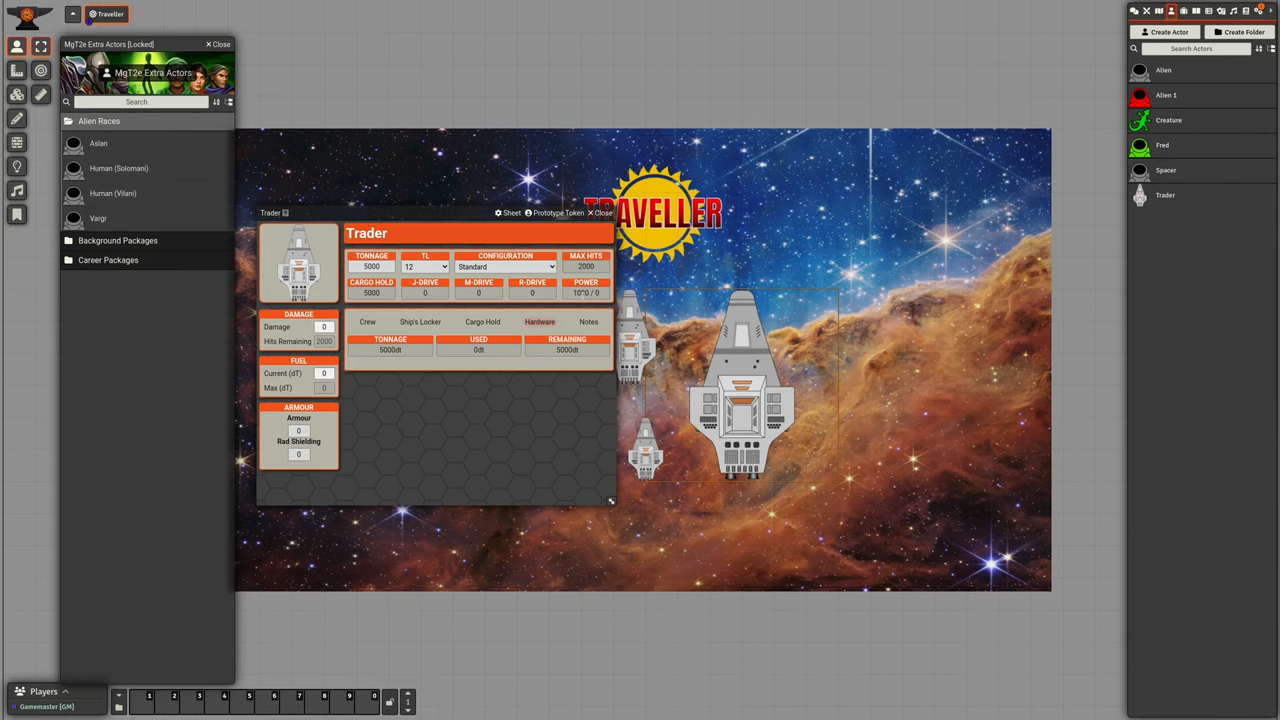 Traveller
MgT2e Extra Actors [Locked]
Close
MgT2e Extra Actors
Search
Alien Races
Aslan
Human (Solomani)
Human (Vilani)
Vargr
Background Packages
Career Packages
TRAVELLER
Trader
Sheet
Prototype Token
Close
Trader
TONNAGE
TL
CONFIGURATION
MAX HITS
5000
12
Standard
2000
CARGO HOLD
J-DRIVE
M-DRIVE
R-DRIVE
POWER
5000
0
0
0
1000 / 0
DAMAGE
Damage
0
Hits Remaining
2000
FUEL
Current (dT)
0
Max (dT)
0
ARMOUR
Armour
0
Rad Shielding
0
Crew
Ship's Locker
Cargo Hold
Hardware
Notes
TONNAGE
USED
REMAINING
5000dt
0dt
5000dt
Create Actor
Create Folder
Search Actors
Alien
Alien 1
Creature
Fred
Spacer
Trader
Players
Gamemaster [GM]
1
2
3
4
5
6
7
8
9
0
1